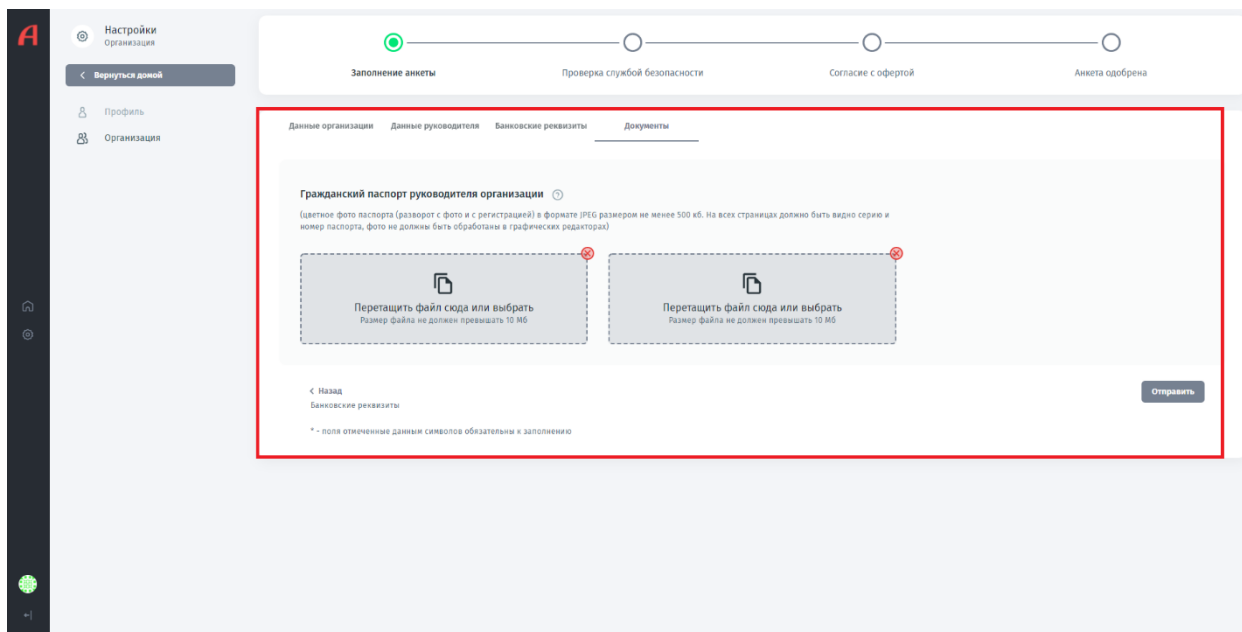 A
Настройки
Организация
Вернуться домой
Профиль
Организация
Заполнение анкеты
Проверка службой безопасности
Согласие с офертой
Анкета одобрена
Данные организации Данные руководителя Банковские реквизиты Документы
Гражданский паспорт руководителя организации
(цветное фото паспорта (разворот с фото и с регистрацией) в формате JPEG размером не менее 500 кб. На всех страницах должно быть видно серию и
номер паспорта, фото не должны быть обработаны в графических редакторах)
Перетащить файл сюда или выбрать
Размер файла не должен превышать 10 Мб
Перетащить файл сюда или выбрать
Размер файла не должен превышать 10 Мб
Назад
Банковские реквизиты
Отправить
* - поля отмеченные данным символов обязательны к заполнению